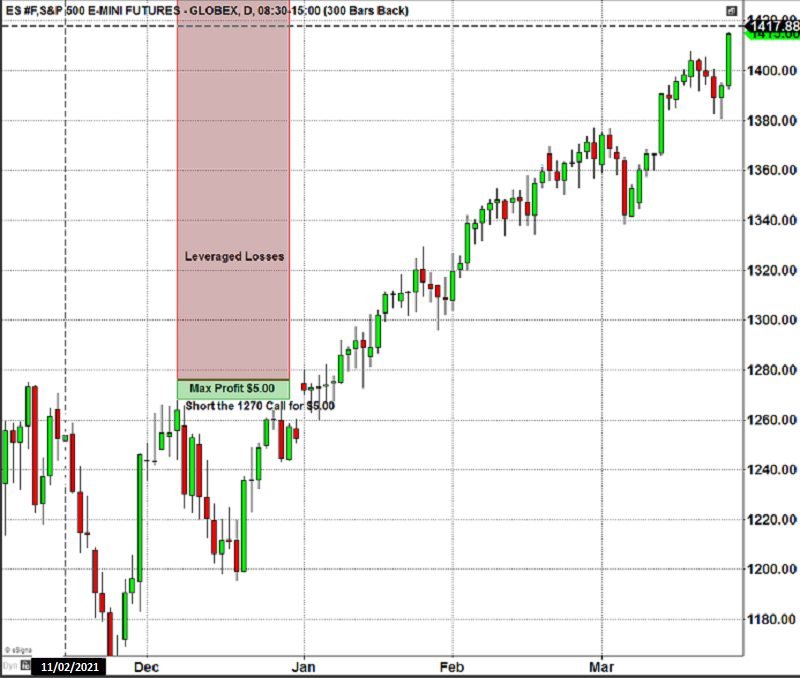 ES #F,S&P 500 E-MINI FUTURES - GLOBEX, D, 08:30-15:00 (300 Bars Back)
1417.88
1400.00
1380.00
1360.00
1340.00
1320.00
1300.00
1280.00
1260.00
1240.00
1220.00
1200.00
1180.00
Leveraged Losses
Max Profit $5.00
Short the 1270 Call for $5.00
© eSigna
Dyn
11/02/2021
Dec
Jan
Feb
Mar